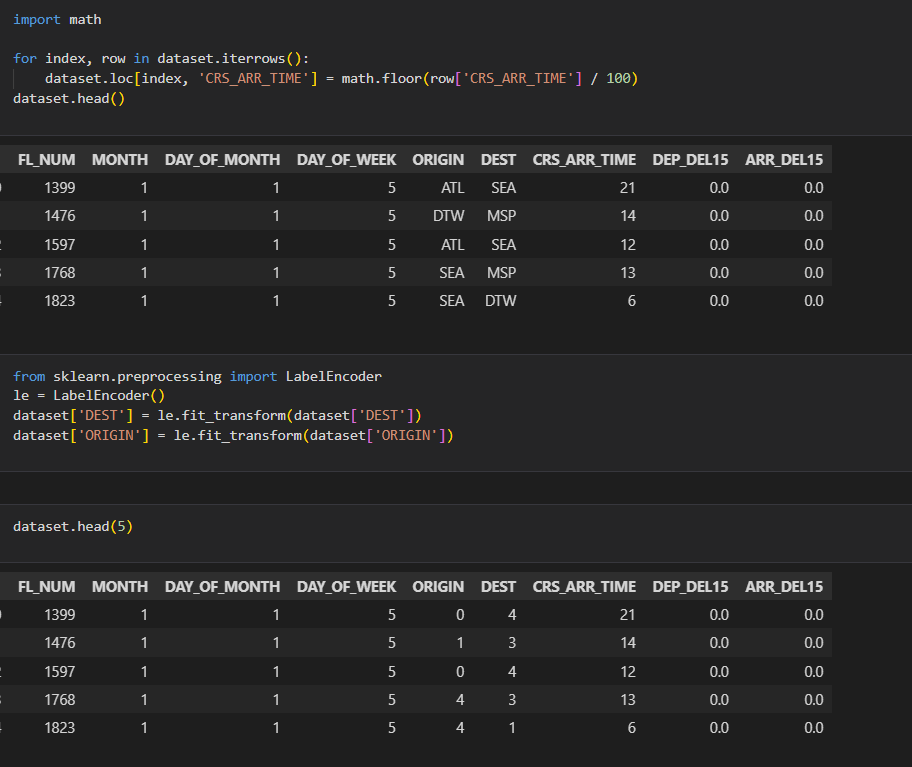 import math
for index, row in dataset.iterrows():
    dataset.loc[index, 'CRS_ARR_TIME'] = math.floor(row['CRS_ARR_TIME'] / 100)
dataset.head()
FL_NUM MONTH DAY_OF_MONTH DAY_OF_WEEK ORIGIN DEST CRS_ARR_TIME DEP_DEL15 ARR_DEL15
1399 1 1 5 ATL SEA 21 0.0 0.0
1476 1 1 5 DTW MSP 14 0.0 0.0
1597 1 1 5 ATL SEA 12 0.0 0.0
1768 1 1 5 SEA MSP 13 0.0 0.0
1823 1 1 5 SEA DTW 6 0.0 0.0
from sklearn.preprocessing import LabelEncoder
le = LabelEncoder()
dataset['DEST'] = le.fit_transform(dataset['DEST'])
dataset['ORIGIN'] = le.fit_transform(dataset['ORIGIN'])
dataset.head(5)
FL_NUM MONTH DAY_OF_MONTH DAY_OF_WEEK ORIGIN DEST CRS_ARR_TIME DEP_DEL15 ARR_DEL15
1399 1 1 5 0 4 21 0.0 0.0
1476 1 1 5 1 3 14 0.0 0.0
1597 1 1 5 0 4 12 0.0 0.0
1768 1 1 5 4 3 13 0.0 0.0
1823 1 1 5 4 1 6 0.0 0.0